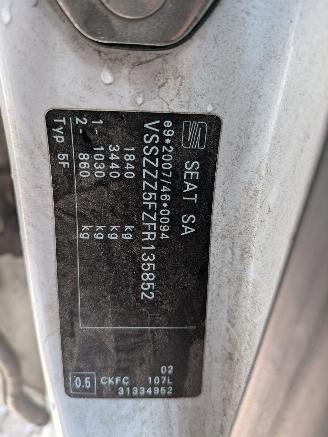 SEAT SA
e9*2007/46*0094
VSSZZZ5FZFR135852
1840 kg
3440 kg
1- 1030 kg
2- 860 kg
TYP 5F
02
0.5 CKFC 107L
31334952